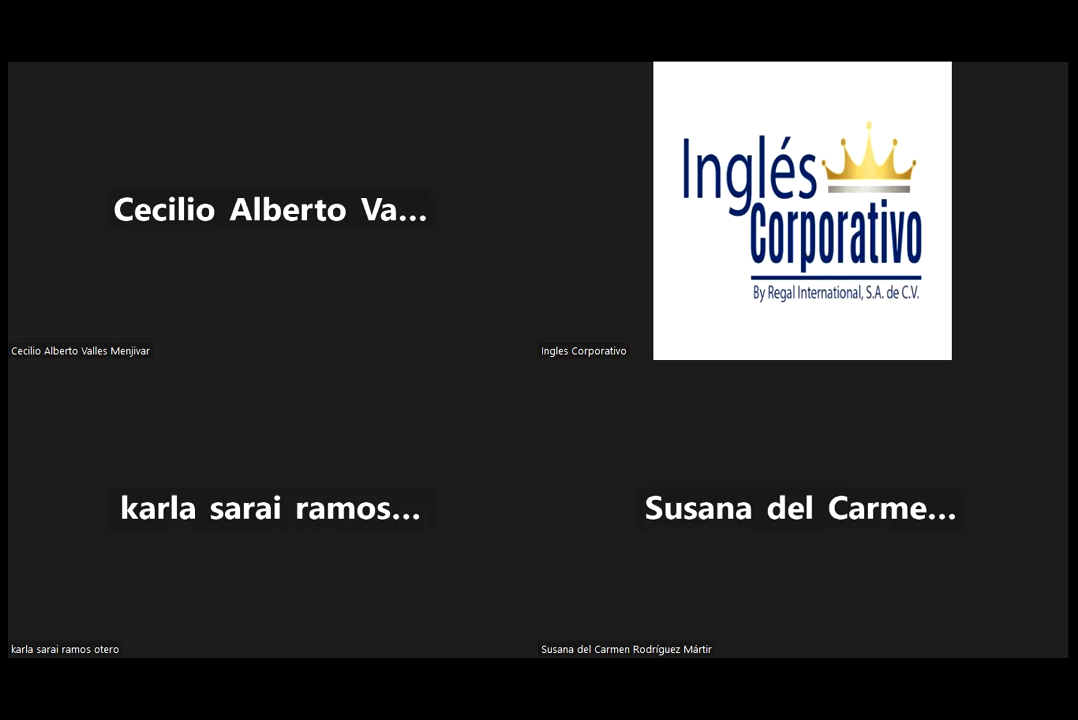 Cecilio Alberto Va...
Cecilio Alberto Valles Menjivar
Inglés
Corporativo
By Regal International, S.A. de C.V.
Ingles Corporativo
karla sarai ramos...
karla sarai ramos otero
Susana del Carme...
Susana del Carmen Rodríguez Mártir